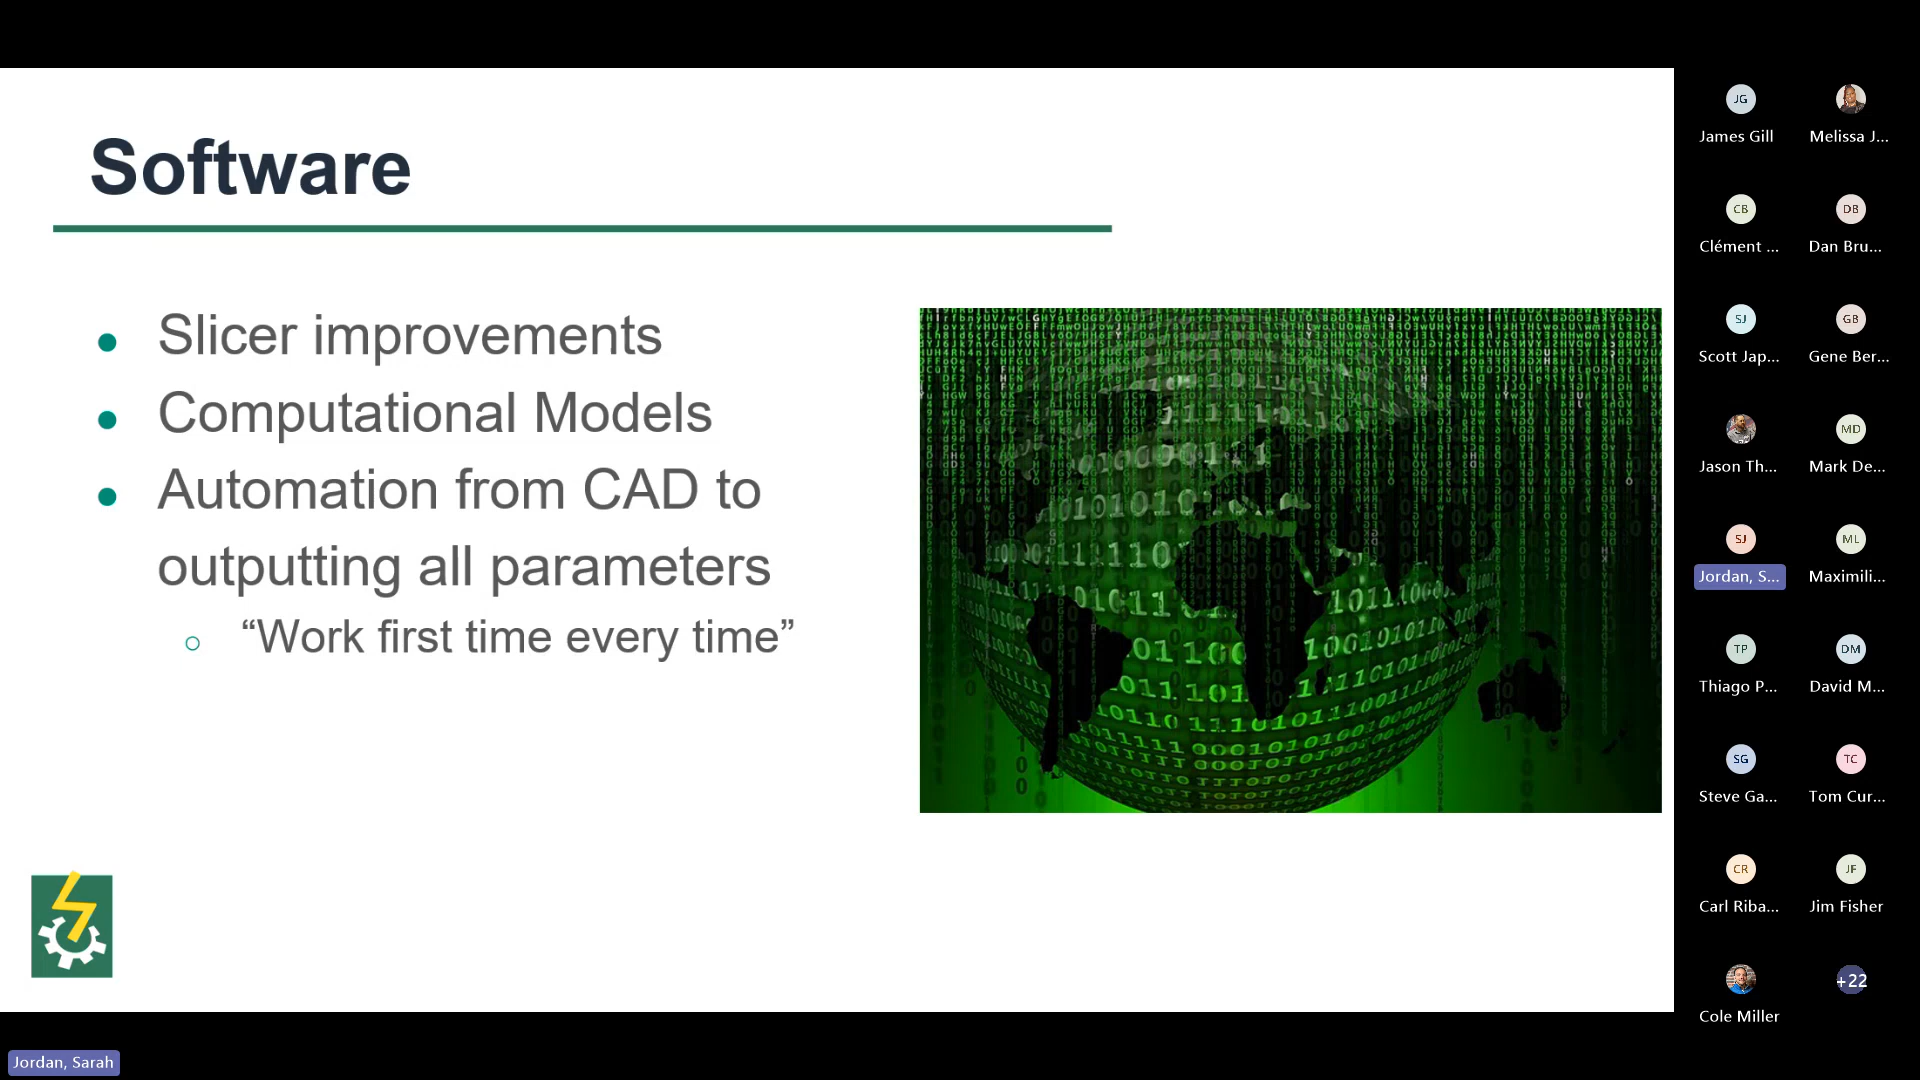 Software
Slicer improvements
Computational Models
Automation from CAD to
outputting all parameters
“Work first time every time”
JG
James Gill
Melissa J...
CB
Clément ...
DB
Dan Bru...
SJ
Scott Jap...
GB
Gene Ber...
Jason Th...
MD
Mark De...
SJ
Jordan, S...
ML
Maximili...
TP
Thiago P...
DM
David M...
SG
Steve Ga...
TC
Tom Cur...
CR
Carl Riba...
JF
Jim Fisher
Cole Miller
+22
Jordan, Sarah